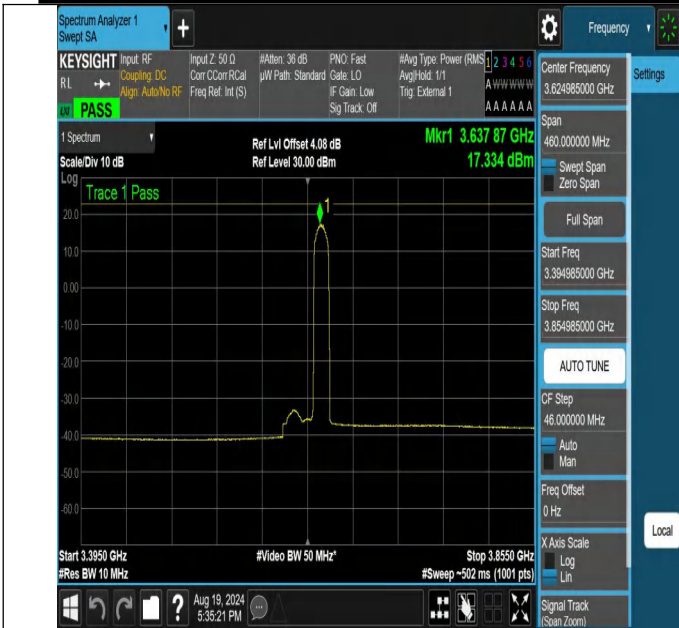 Spectrum Analyzer 1
Swept SA
+
Frequency
KEYSIGHT
RL
PASS
Input: RF
Coupling: DC
Align: Auto/No RF
Input Z: 50 Ω
Corr CCorr RCal
Freq Ref: Int (S)
#Atten: 36 dB
µW Path: Standard
PNO: Fast
Gate: LO
IF Gain: Low
Sig Track: Off
#Avg Type: Power (RMS
Avg|Hold: 1/1
Trig: External 1
1 2 3 4 5 6
A W W W W W
A A A A A A
Center Frequency
3.624985000 GHz
Settings
Span
460.000000 MHz
Swept Span
Zero Span
Full Span
Start Freq
3.394985000 GHz
Stop Freq
3.854985000 GHz
AUTO TUNE
CF Step
46.000000 MHz
Auto
Man
Freq Offset
0 Hz
X Axis Scale
Log
Lin
Signal Track
(Span Zoom)
Local
1 Spectrum
Scale/Div 10 dB
Ref Lvl Offset 4.08 dB
Ref Level 30.00 dBm
Mkr1 3.637 87 GHz
17.334 dBm
Log
Trace 1 Pass
1
20.0
10.0
0.00
-10.0
-20.0
-30.0
-40.0
-50.0
-60.0
Start 3.3950 GHz
#Video BW 50 MHz*
Stop 3.8550 GHz
#Res BW 10 MHz
#Sweep ~502 ms (1001 pts)
?
Aug 19, 2024
5:35:21 PM